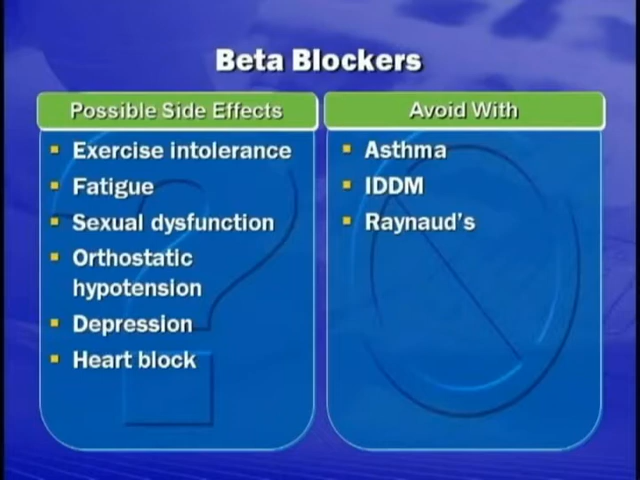 Beta Blockers
Possible Side Effects
Exercise intolerance
Fatigue
Sexual dysfunction
Orthostatic
hypotension
Depression
Heart block
Avoid With
Asthma
IDDM
Raynaud's